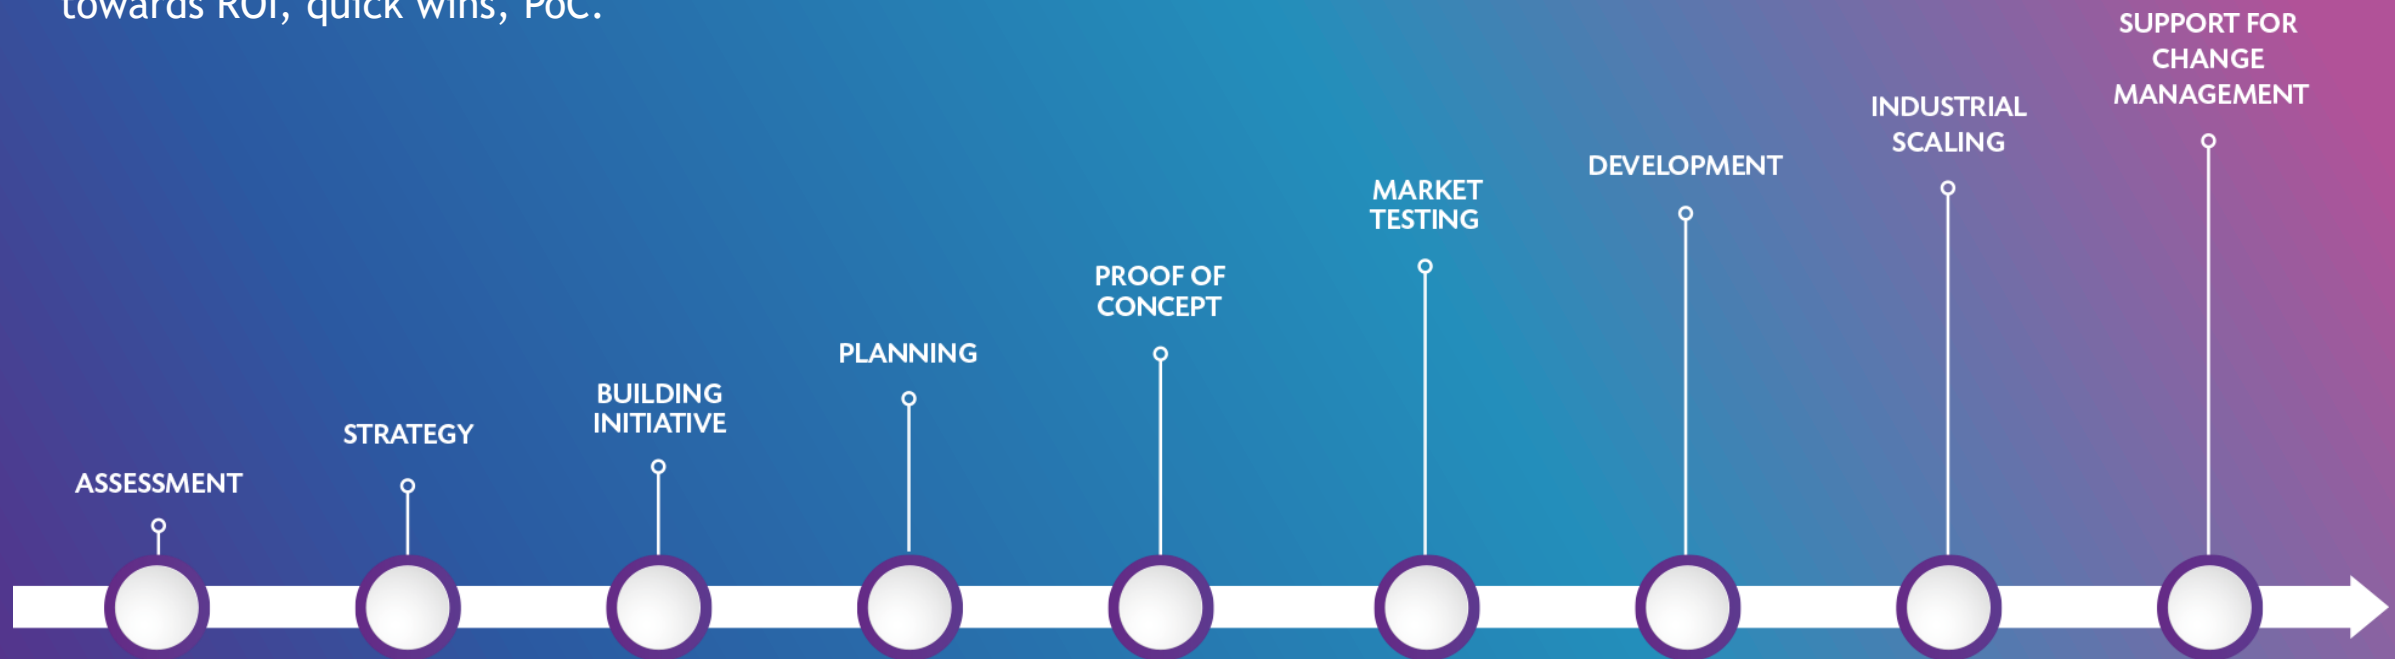 towards ROI, quick wins, PoC.
ASSESSMENT
STRATEGY
BUILDING
INITIATIVE
PLANNING
PROOF OF
CONCEPT
MARKET
TESTING
DEVELOPMENT
INDUSTRIAL
SCALING
SUPPORT FOR
CHANGE
MANAGEMENT